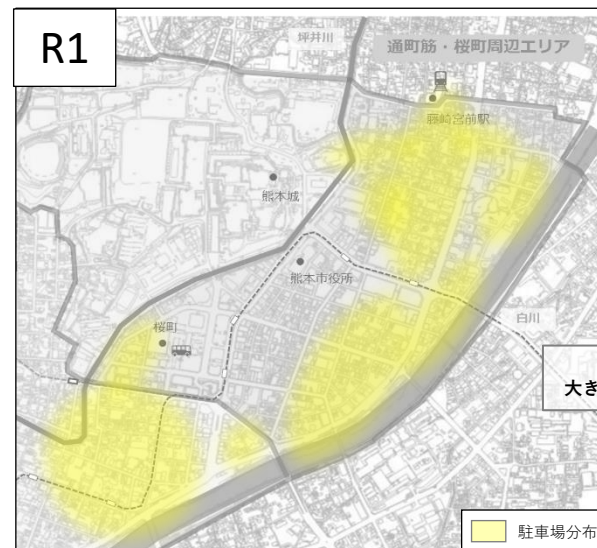 R1
坪井川
通町筋・桜町周辺エリア
藤崎宮前駅
熊本城
熊本市役所
桜町
白川
大き
駐車場分布